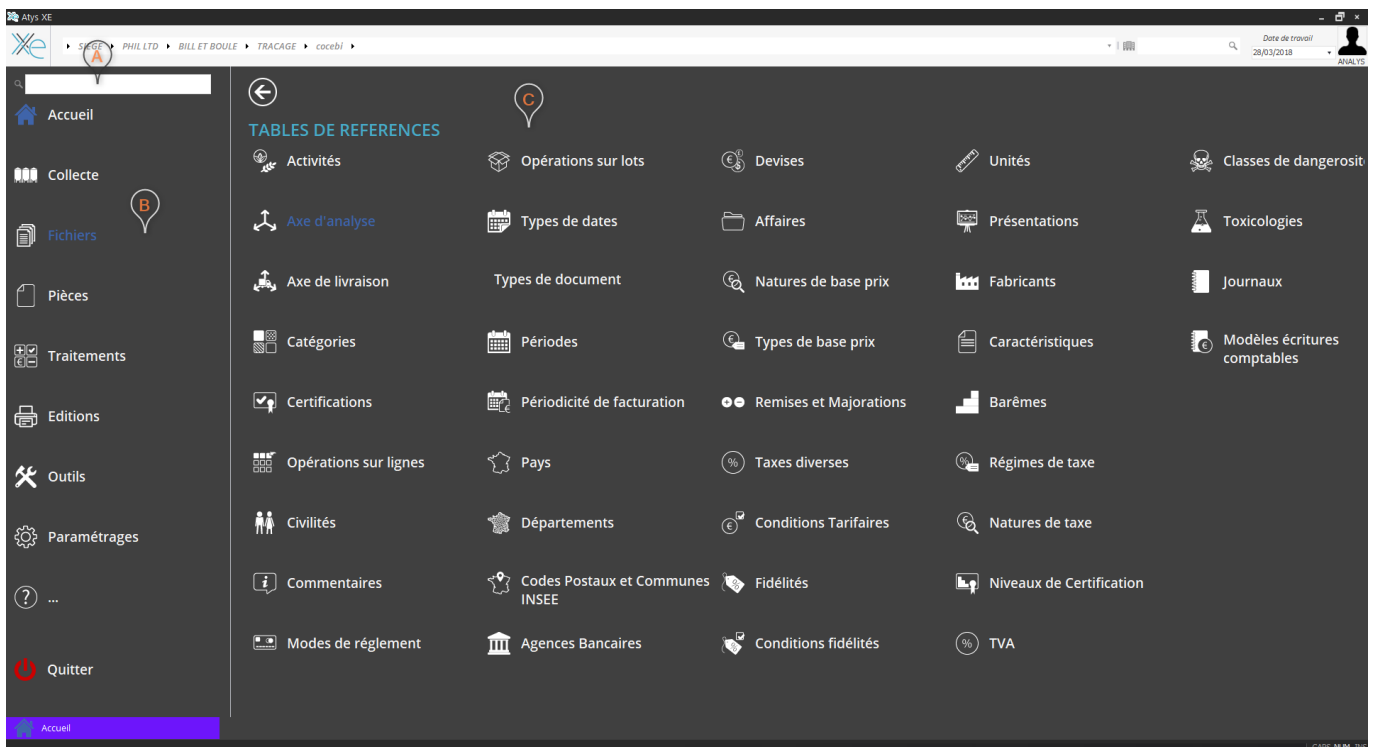 Atys XE
Xe SIEGE PHIL LTD BILL ET BOULE TRACAGE cocebi
Date de travail
28/03/2018
ANALYS
A
Accueil
Collecte
B
Fichiers
Pièces
Traitements
Editions
Outils
Paramétrages
? ...
Quitter
Accueil
C
TABLES DE REFERENCES
Activités
Opérations sur lots
Devises
Unités
Classes de dangerosit
Axe d'analyse
Types de dates
Affaires
Présentations
Toxicologies
Axe de livraison
Types de document
Natures de base prix
Fabricants
Journaux
Catégories
Périodes
Types de base prix
Caractéristiques
Modèles écritures
comptables
Certifications
Périodicité de facturation
Remises et Majorations
Barêmes
Opérations sur lignes
Pays
Taxes diverses
Régimes de taxe
Civilités
Départements
Conditions Tarifaires
Natures de taxe
Commentaires
Codes Postaux et Communes
INSEE
Fidélités
Niveaux de Certification
Modes de réglement
Agences Bancaires
Conditions fidélités
TVA
CAPS NUM INS